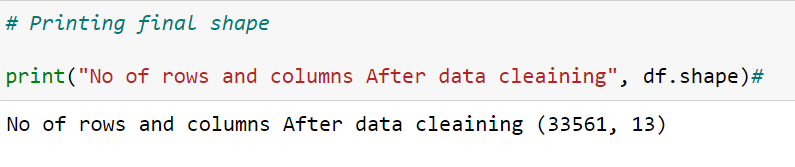 # Printing final shape
print("No of rows and columns After data cleaining", df.shape)#
No of rows and columns After data cleaining (33561, 13)